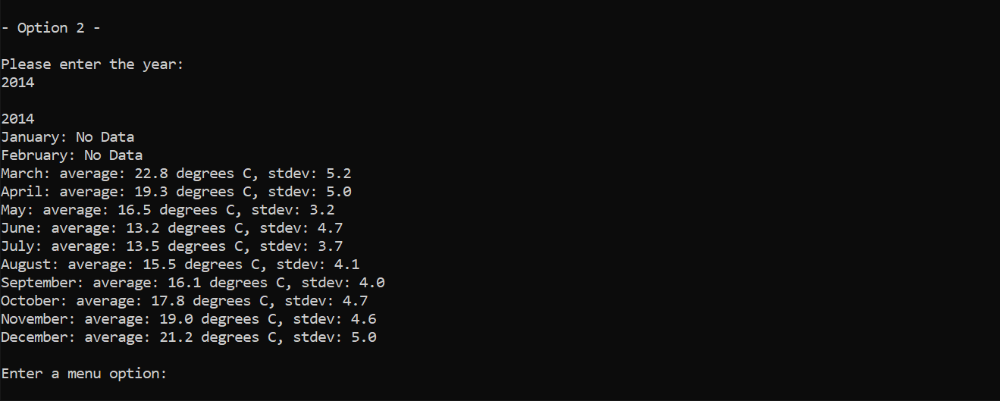 - Option 2 -
Please enter the year:
2014
2014
January: No Data
February: No Data
March: average: 22.8 degrees C, stdev: 5.2
April: average: 19.3 degrees C, stdev: 5.0
May: average: 16.5 degrees C, stdev: 3.2
June: average: 13.2 degrees C, stdev: 4.7
July: average: 13.5 degrees C, stdev: 3.7
August: average: 15.5 degrees C, stdev: 4.1
September: average: 16.1 degrees C, stdev: 4.0
October: average: 17.8 degrees C, stdev: 4.7
November: average: 19.0 degrees C, stdev: 4.6
December: average: 21.2 degrees C, stdev: 5.0
Enter a menu option: